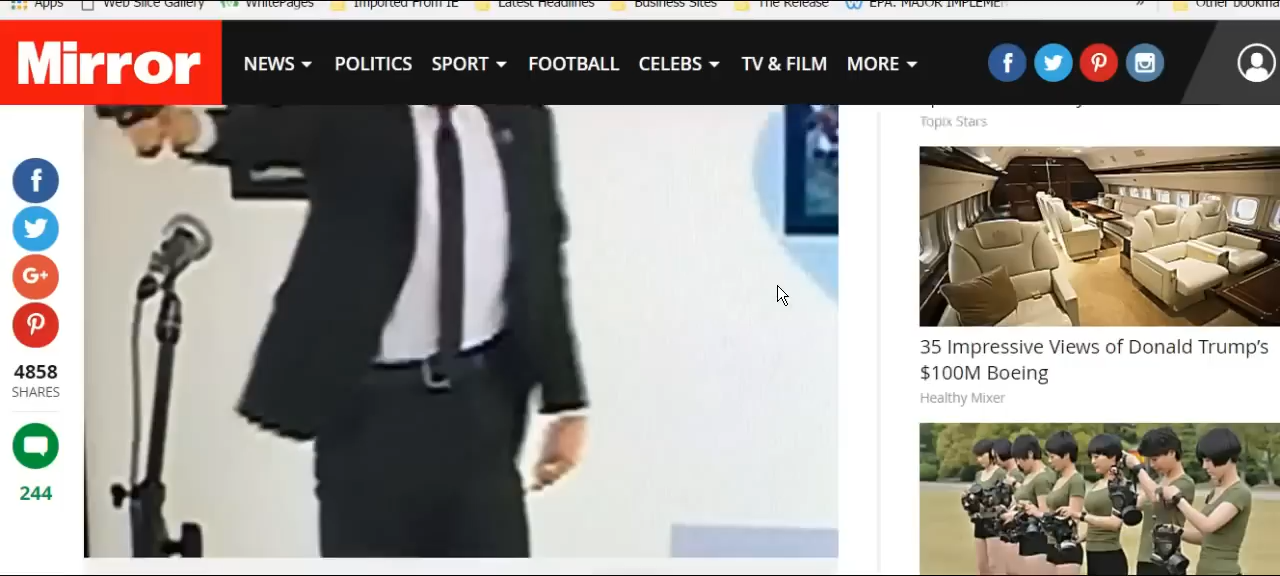 Apps Web Slice Gallery WhitePages Imported From IE Latest Headlines Business Sites The Release EPA: MAJOR IMPLEME »
Mirror NEWS POLITICS SPORT FOOTBALL CELEBS TV & FILM MORE
Topix Stars
4858
SHARES
244
35 Impressive Views of Donald Trump's
$100M Boeing
Healthy Mixer